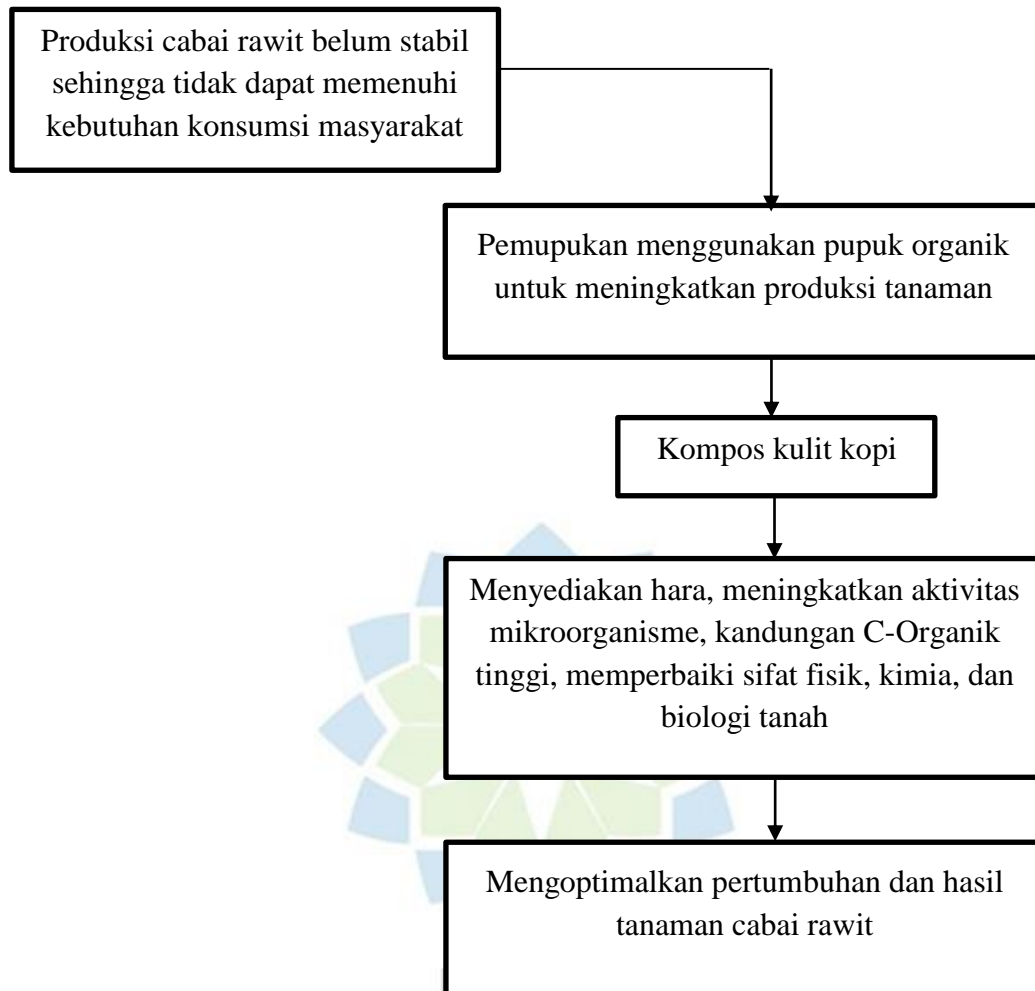 Produksi cabai rawit belum stabil
sehingga tidak dapat memenuhi
kebutuhan konsumsi masyarakat
Pemupukan menggunakan pupuk organik
untuk meningkatkan produksi tanaman
Kompos kulit kopi
Menyediakan hara, meningkatkan aktivitas
mikroorganisme, kandungan C-Organik
tinggi, memperbaiki sifat fisik, kimia, dan
biologi tanah
Mengoptimalkan pertumbuhan dan hasil
tanaman cabai rawit